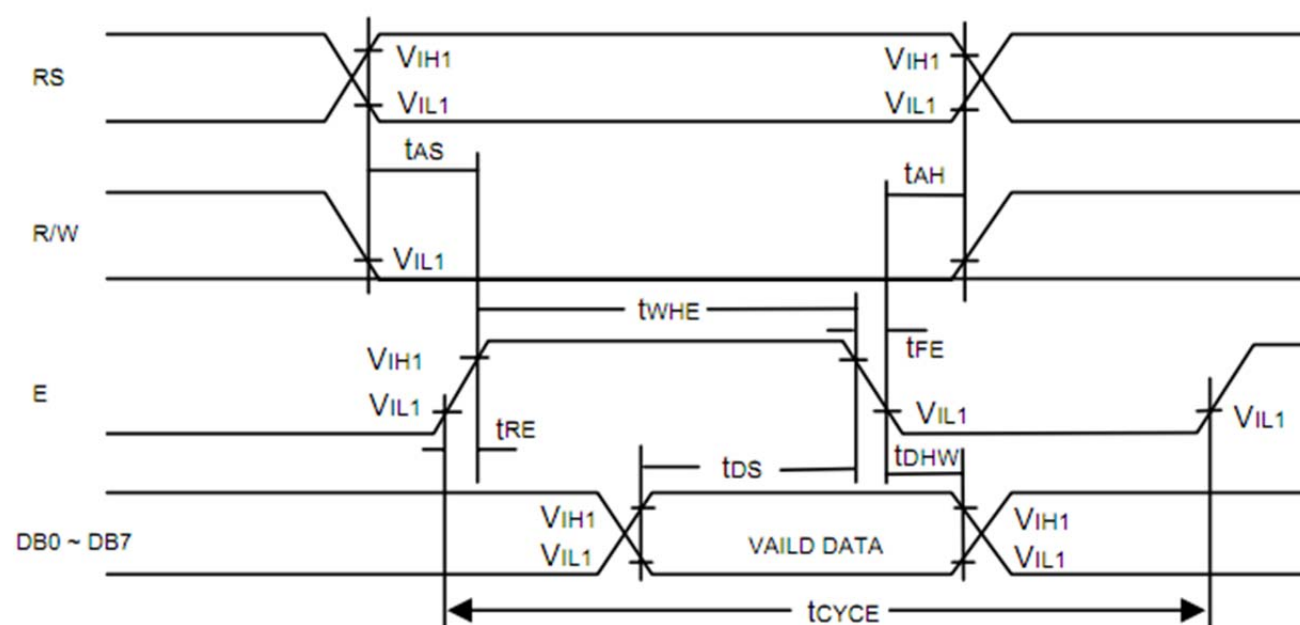 RS
VIH1
VIL1
VIH1
VIL1
tAS
tAH
R/W
VIL1
tWHE
tFE
E
VIH1
VIL1
tRE
VIL1
VIL1
tDHW
tDS
DB0 ~ DB7
VIH1
VIL1
VAILD DATA
VIH1
VIL1
tCYCE